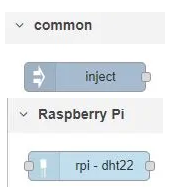 common
inject
Raspberry Pi
rpi - dht22